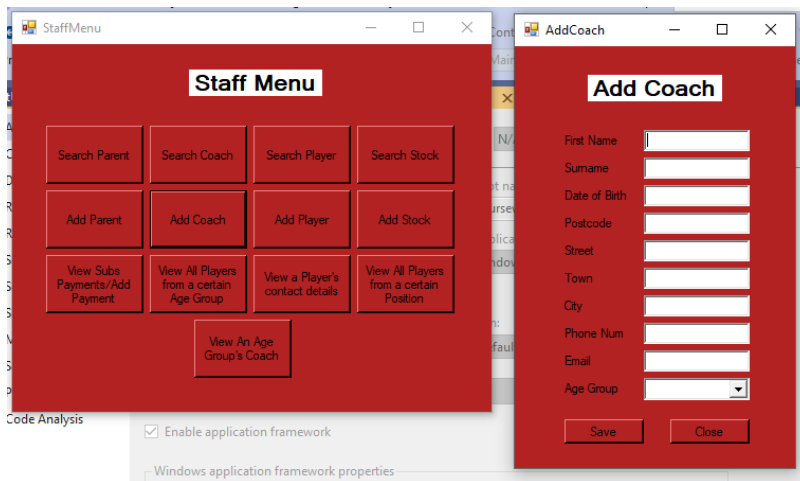 StaffMenu
Staff Menu
Search Parent
Search Coach
Search Player
Search Stock
Add Parent
Add Coach
Add Player
Add Stock
View Subs
Payments/Add
Payment
View All Players
from a certain
Age Group
View a Player's
contact details
View All Players
from a certain
Position
View An Age
Group's Coach
AddCoach
Add Coach
First Name
Surname
Date of Birth
Postcode
Street
Town
City
Phone Num
Email
Age Group
Save
Close
Code Analysis
Enable application framework
Windows application framework properties